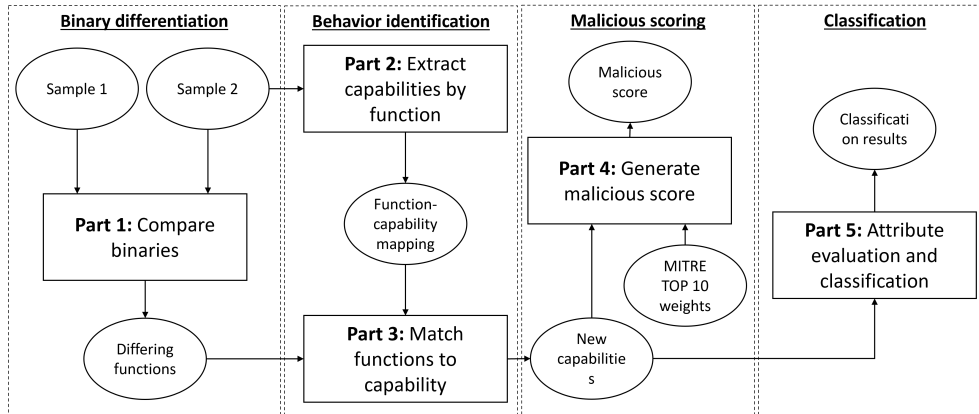 Binary differentiation
Sample 1
Sample 2
Part 1: Compare
binaries
Differing
functions
Behavior identification
Part 2: Extract
capabilities by
function
Function-
capability
mapping
Part 3: Match
functions to
capability
Malicious scoring
Malicious
score
Part 4: Generate
malicious score
MITRE
TOP 10
weights
New
capabilitie
s
Classification
Classificati
on results
Part 5: Attribute
evaluation and
classification